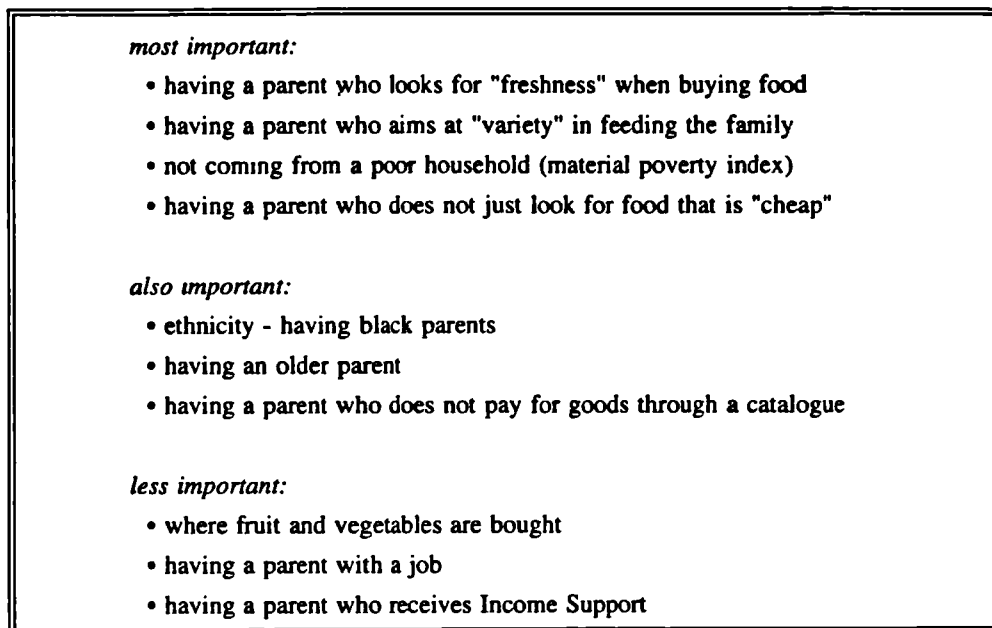 most important:
• having a parent who looks for "freshness" when buying food
• having a parent who aims at "variety" in feeding the family
• not coming from a poor household (material poverty index)
• having a parent who does not just look for food that is "cheap"
also important:
• ethnicity - having black parents
• having an older parent
• having a parent who does not pay for goods through a catalogue
less important:
• where fruit and vegetables are bought
• having a parent with a job
• having a parent who receives Income Support